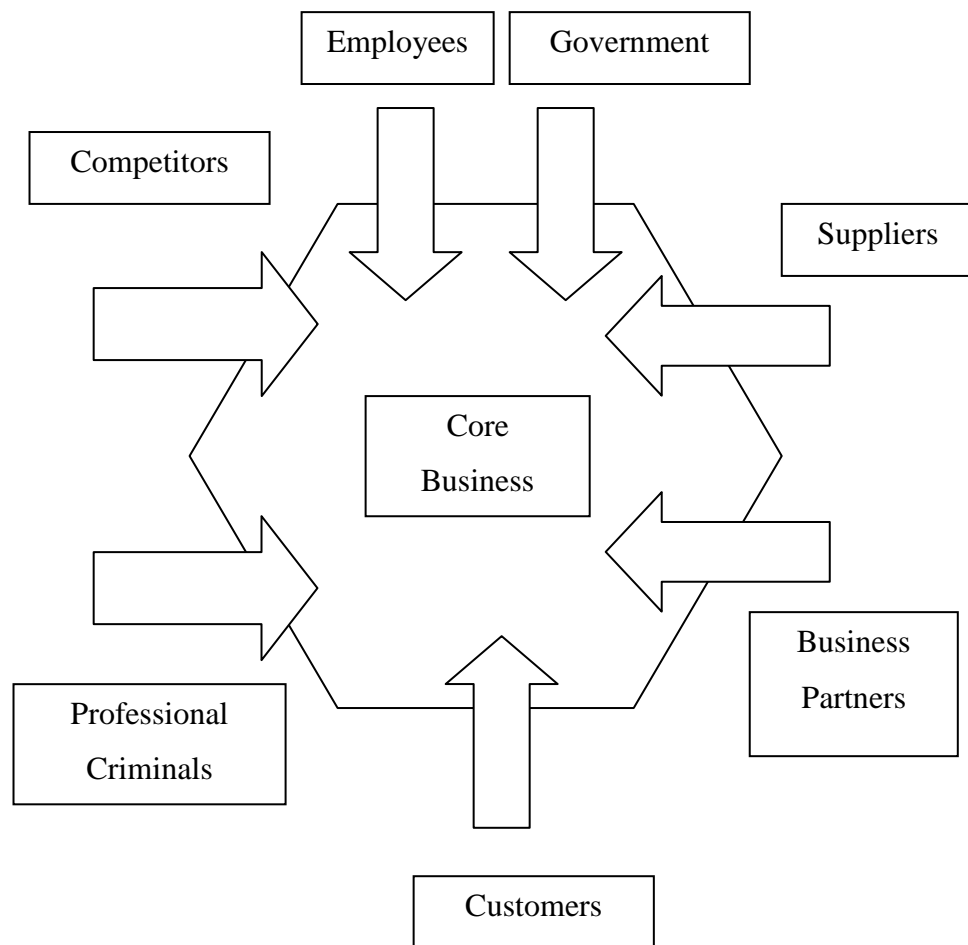 Employees
Government
Competitors
Suppliers
Core
Business
Business
Partners
Professional
Criminals
Customers